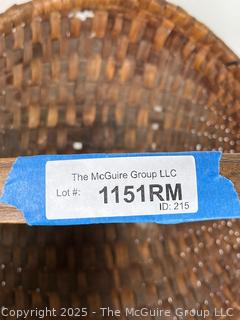 The McGuire Group LLC
Lot #: 1151RM
ID: 215
Copyright 2025 - The McGuire Group LLC